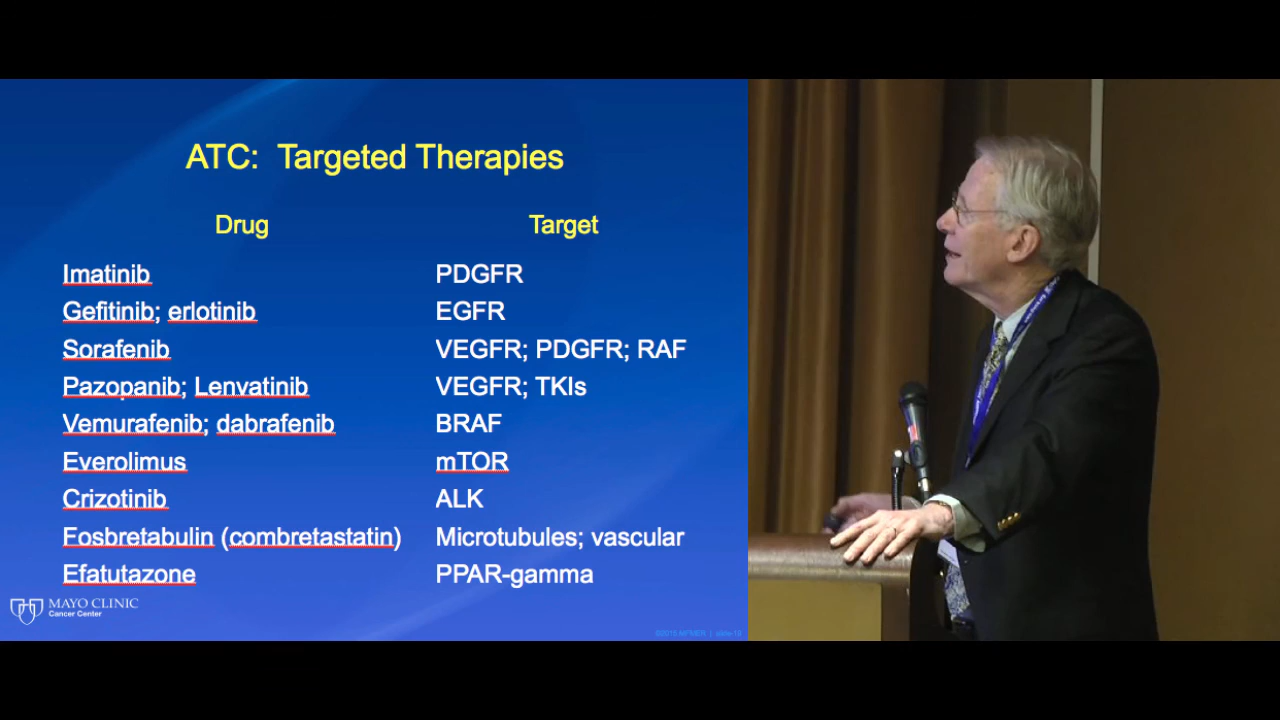 ATC: Targeted Therapies
Drug Target
Imatinib PDGFR
Gefitinib; erlotinib EGFR
Sorafenib VEGFR; PDGFR; RAF
Pazopanib; Lenvatinib VEGFR; TKIs
Vemurafenib; dabrafenib BRAF
Everolimus mTOR
Crizotinib ALK
Fosbretabulin (combretastatin) Microtubules; vascular
Efatutazone PPAR-gamma
MAYO CLINIC
Cancer Center